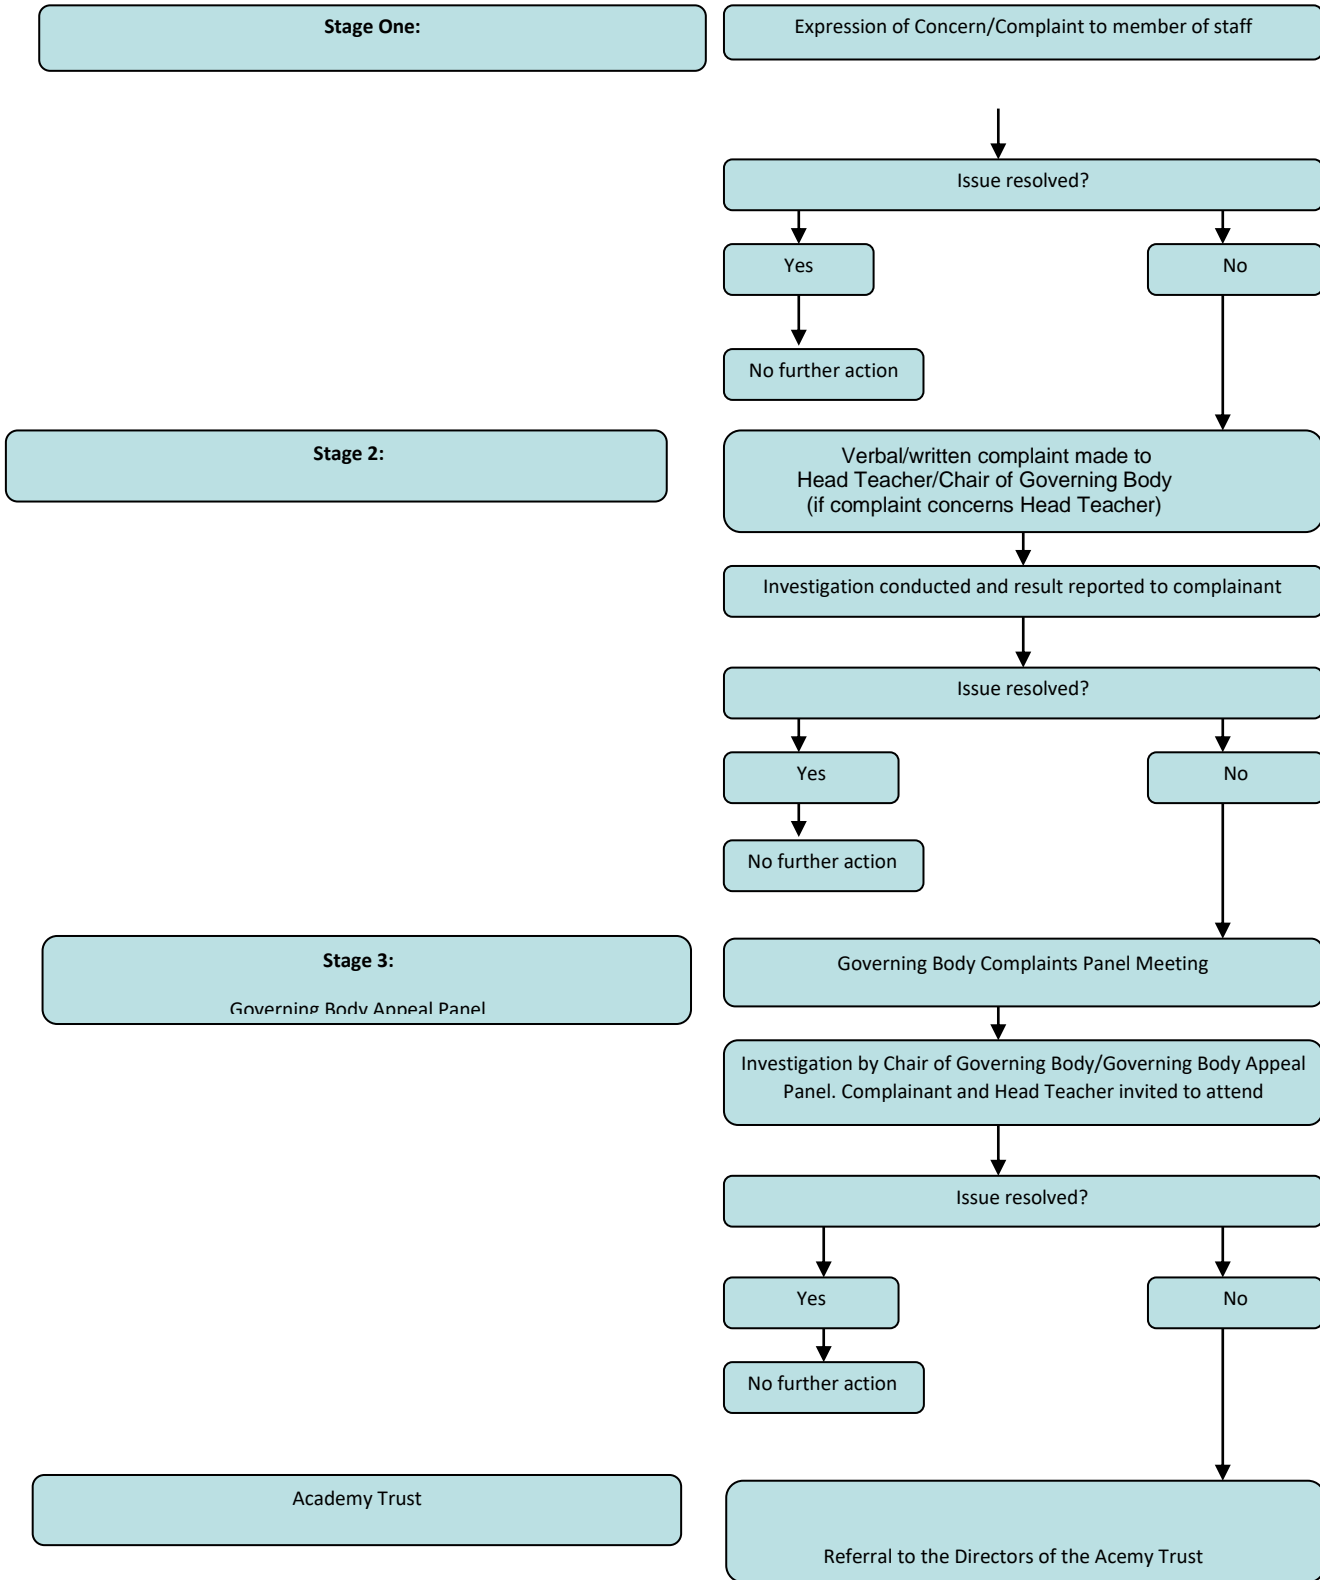 Stage One:
Expression of Concern/Complaint to member of staff
Issue resolved?
Yes
No
No further action
Stage 2:
Verbal/written complaint made to
Head Teacher/Chair of Governing Body
(if complaint concerns Head Teacher)
Investigation conducted and result reported to complainant
Issue resolved?
Yes
No
No further action
Stage 3:
Governing Body Appeal Panel
Governing Body Complaints Panel Meeting
Investigation by Chair of Governing Body/Governing Body Appeal
Panel. Complainant and Head Teacher invited to attend
Issue resolved?
Yes
No
No further action
Academy Trust
Referral to the Directors of the Acemy Trust